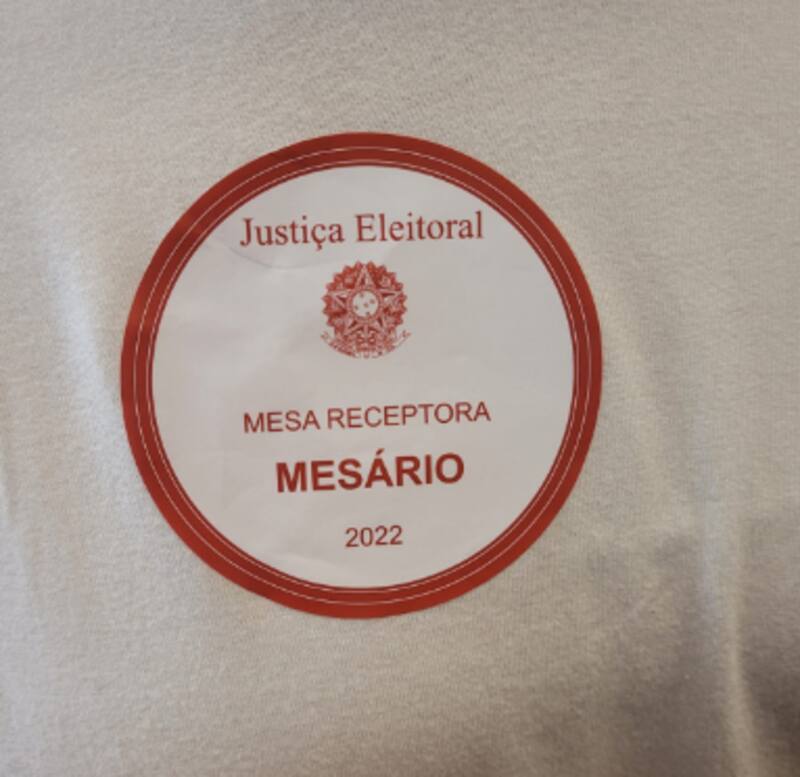 Justiça Eleitoral
MESA RECEPTORA
MESÁRIO
2022